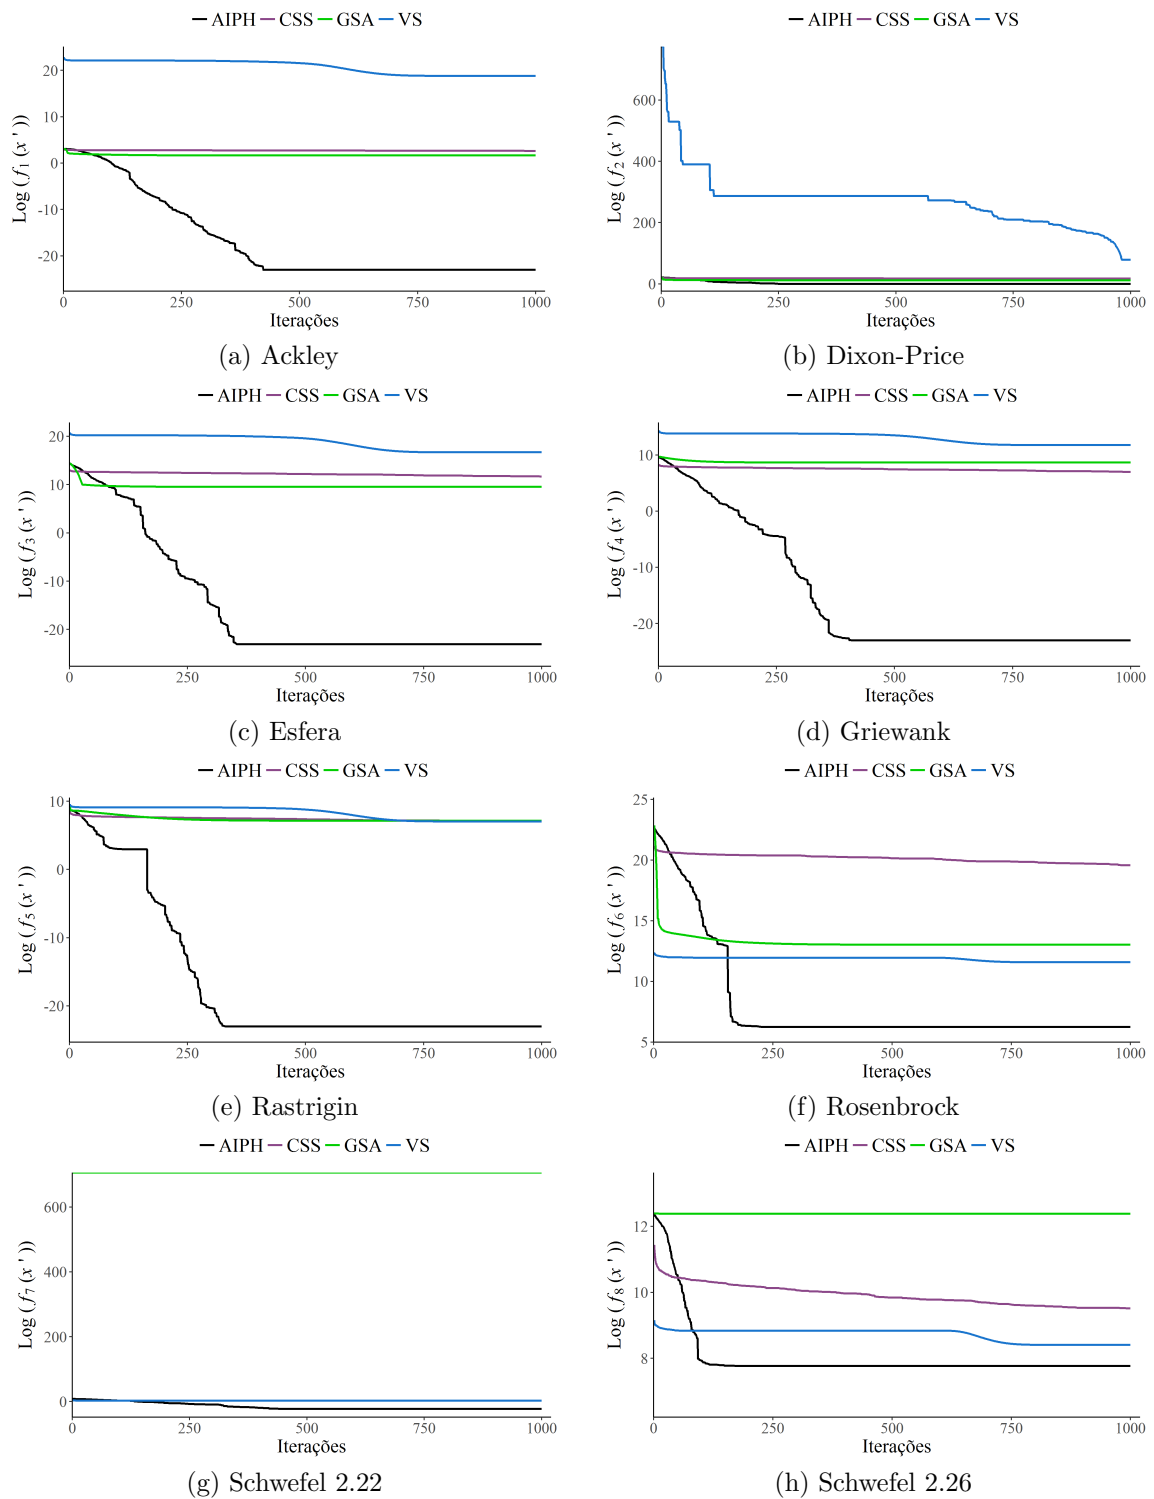 AIPH CSS GSA VS
Log ( f1 ( x ' ))
20
10
0
-10
-20
0 250 500 750 1000
Iterações
(a) Ackley
AIPH CSS GSA VS
Log ( f2 ( x ' ))
600
400
200
0
0 250 500 750 1000
Iterações
(b) Dixon-Price
AIPH CSS GSA VS
Log ( f3 ( x ' ))
20
10
0
-10
-20
0 250 500 750 1000
Iterações
(c) Esfera
AIPH CSS GSA VS
Log ( f4 ( x ' ))
10
0
-10
-20
0 250 500 750 1000
Iterações
(d) Griewank
AIPH CSS GSA VS
Log ( f5 ( x ' ))
10
0
-10
-20
0 250 500 750 1000
Iterações
(e) Rastrigin
AIPH CSS GSA VS
Log ( f6 ( x ' ))
25
20
15
10
5
0 250 500 750 1000
Iterações
(f) Rosenbrock
AIPH CSS GSA VS
Log ( f7 ( x ' ))
600
400
200
0
0 250 500 750 1000
Iterações
(g) Schwefel 2.22
AIPH CSS GSA VS
Log ( f8 ( x ' ))
12
10
8
0 250 500 750 1000
Iterações
(h) Schwefel 2.26